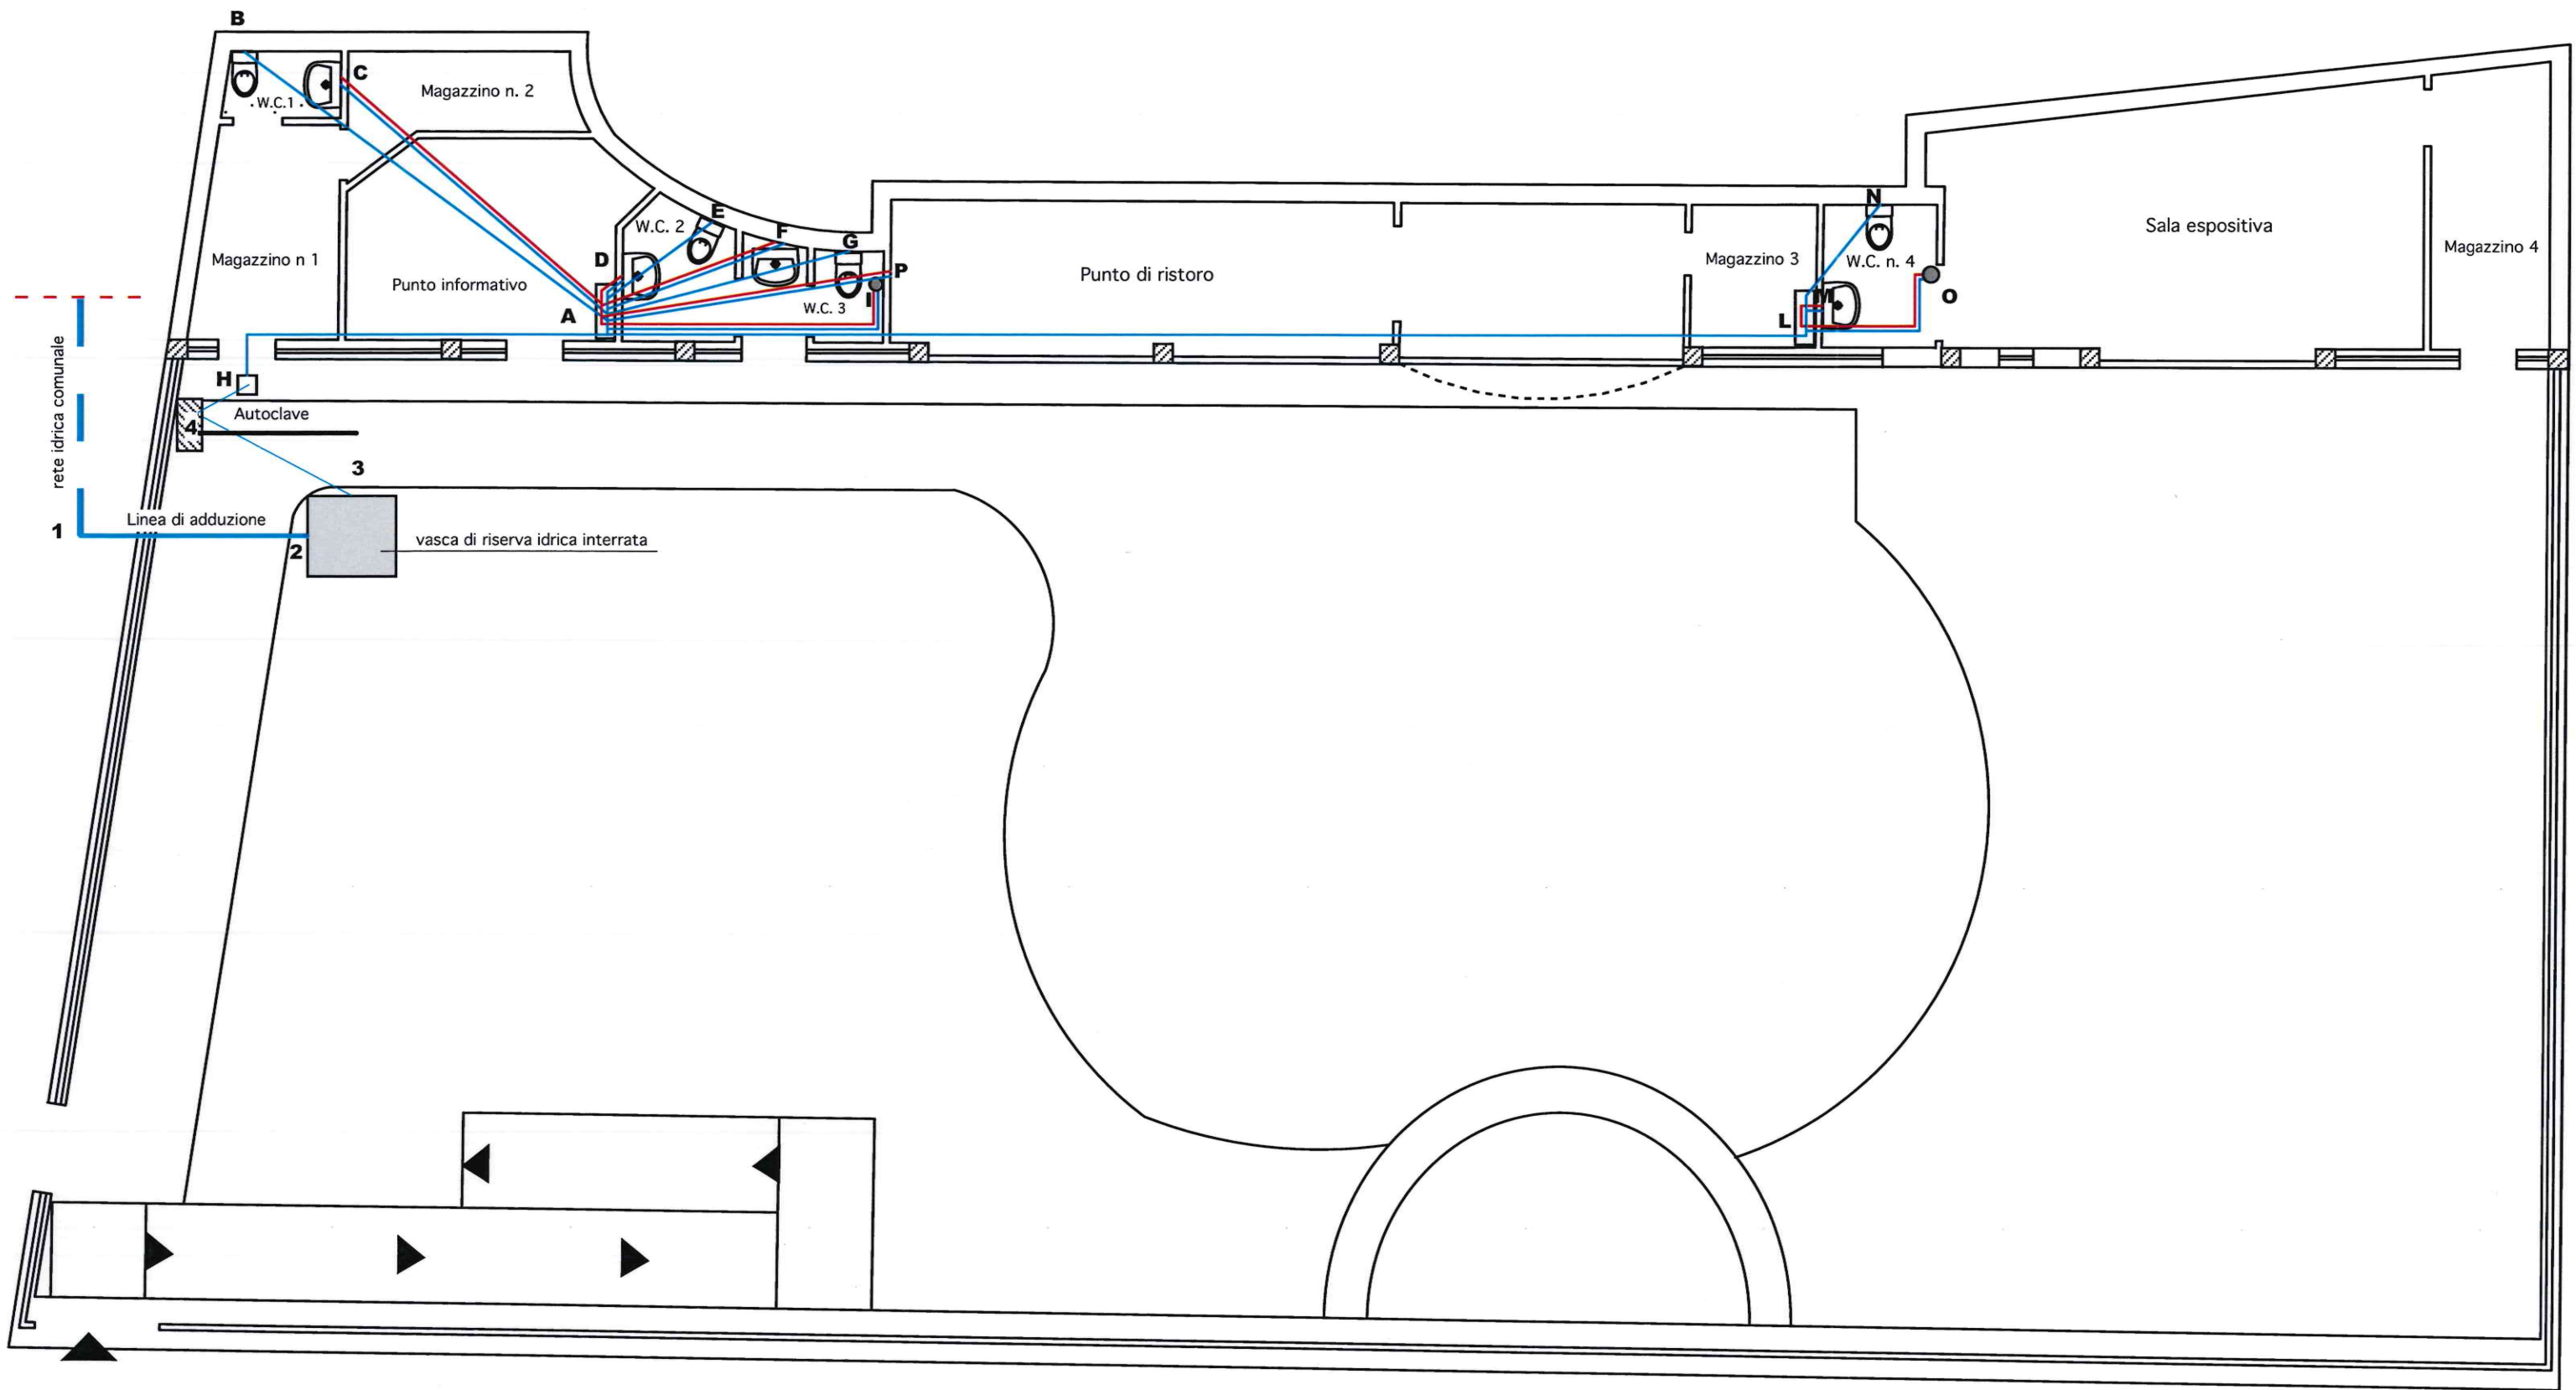 B
C
Magazzino n. 2
W.C.1
E
N
W.C. 2
F
Sala espositiva
G
Magazzino 4
D
Magazzino n 1
Magazzino 3
W.C. n. 4
P
Punto di ristoro
Punto informativo
I
M
O
W.C. 3
A
L
H
rete idrica comunale
Autoclave
4
3
Linea di adduzione
1
2
vasca di riserva idrica interrata